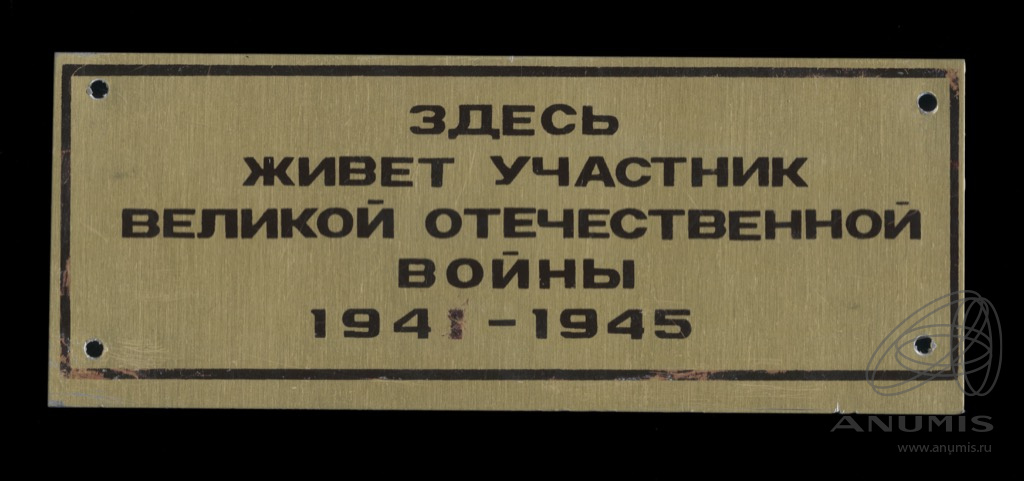 ЗДЕСЬ
ЖИВЕТ УЧАСТНИК
ВЕЛИКОЙ ОТЕЧЕСТВЕННОЙ
ВОЙНЫ
1941-1945
ANUMIS
www.anumis.ru